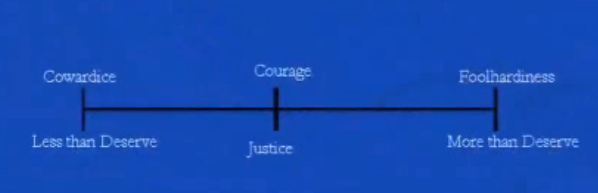 Cowardice
Courage
Foolhardiness
Less than Deserve
Justice
More than Deserve